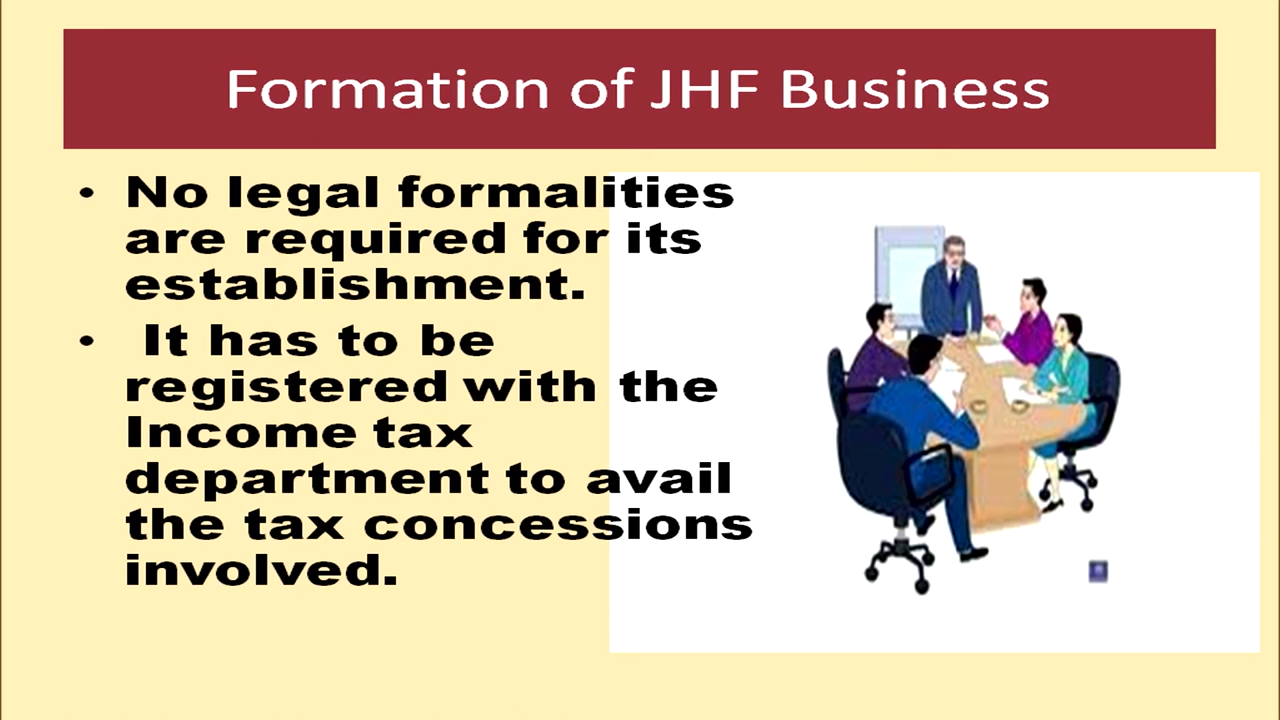 Formation of JHF Business
• No legal formalities
are required for its
establishment.
• It has to be
registered with the
Income tax
department to avail
the tax concessions
involved.